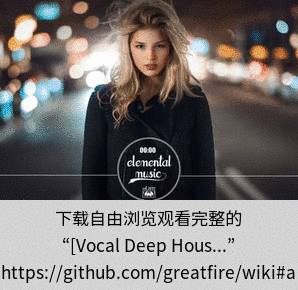 00:00
elemental
music
下载自由浏览观看完整的
“[Vocal Deep Hous...”
https://github.com/greatfire/wiki#a